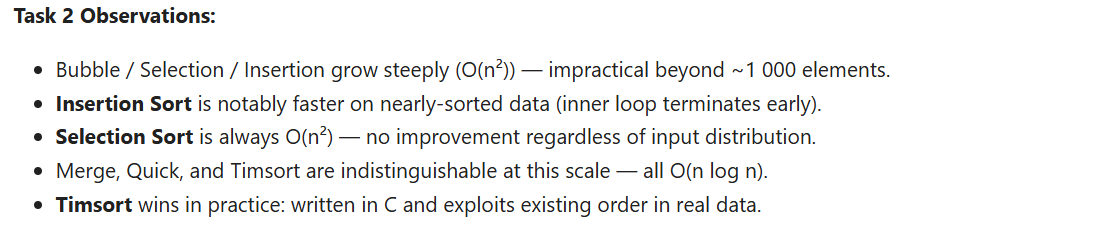 Task 2 Observations:
• Bubble / Selection / Insertion grow steeply (O(n²)) — impractical beyond ~1 000 elements.
• Insertion Sort is notably faster on nearly-sorted data (inner loop terminates early).
• Selection Sort is always O(n²) — no improvement regardless of input distribution.
• Merge, Quick, and Timsort are indistinguishable at this scale — all O(n log n).
• Timsort wins in practice: written in C and exploits existing order in real data.